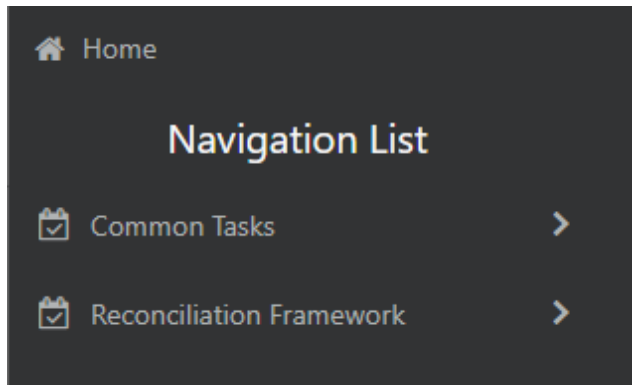 Home
Navigation List
Common Tasks
Reconciliation Framework